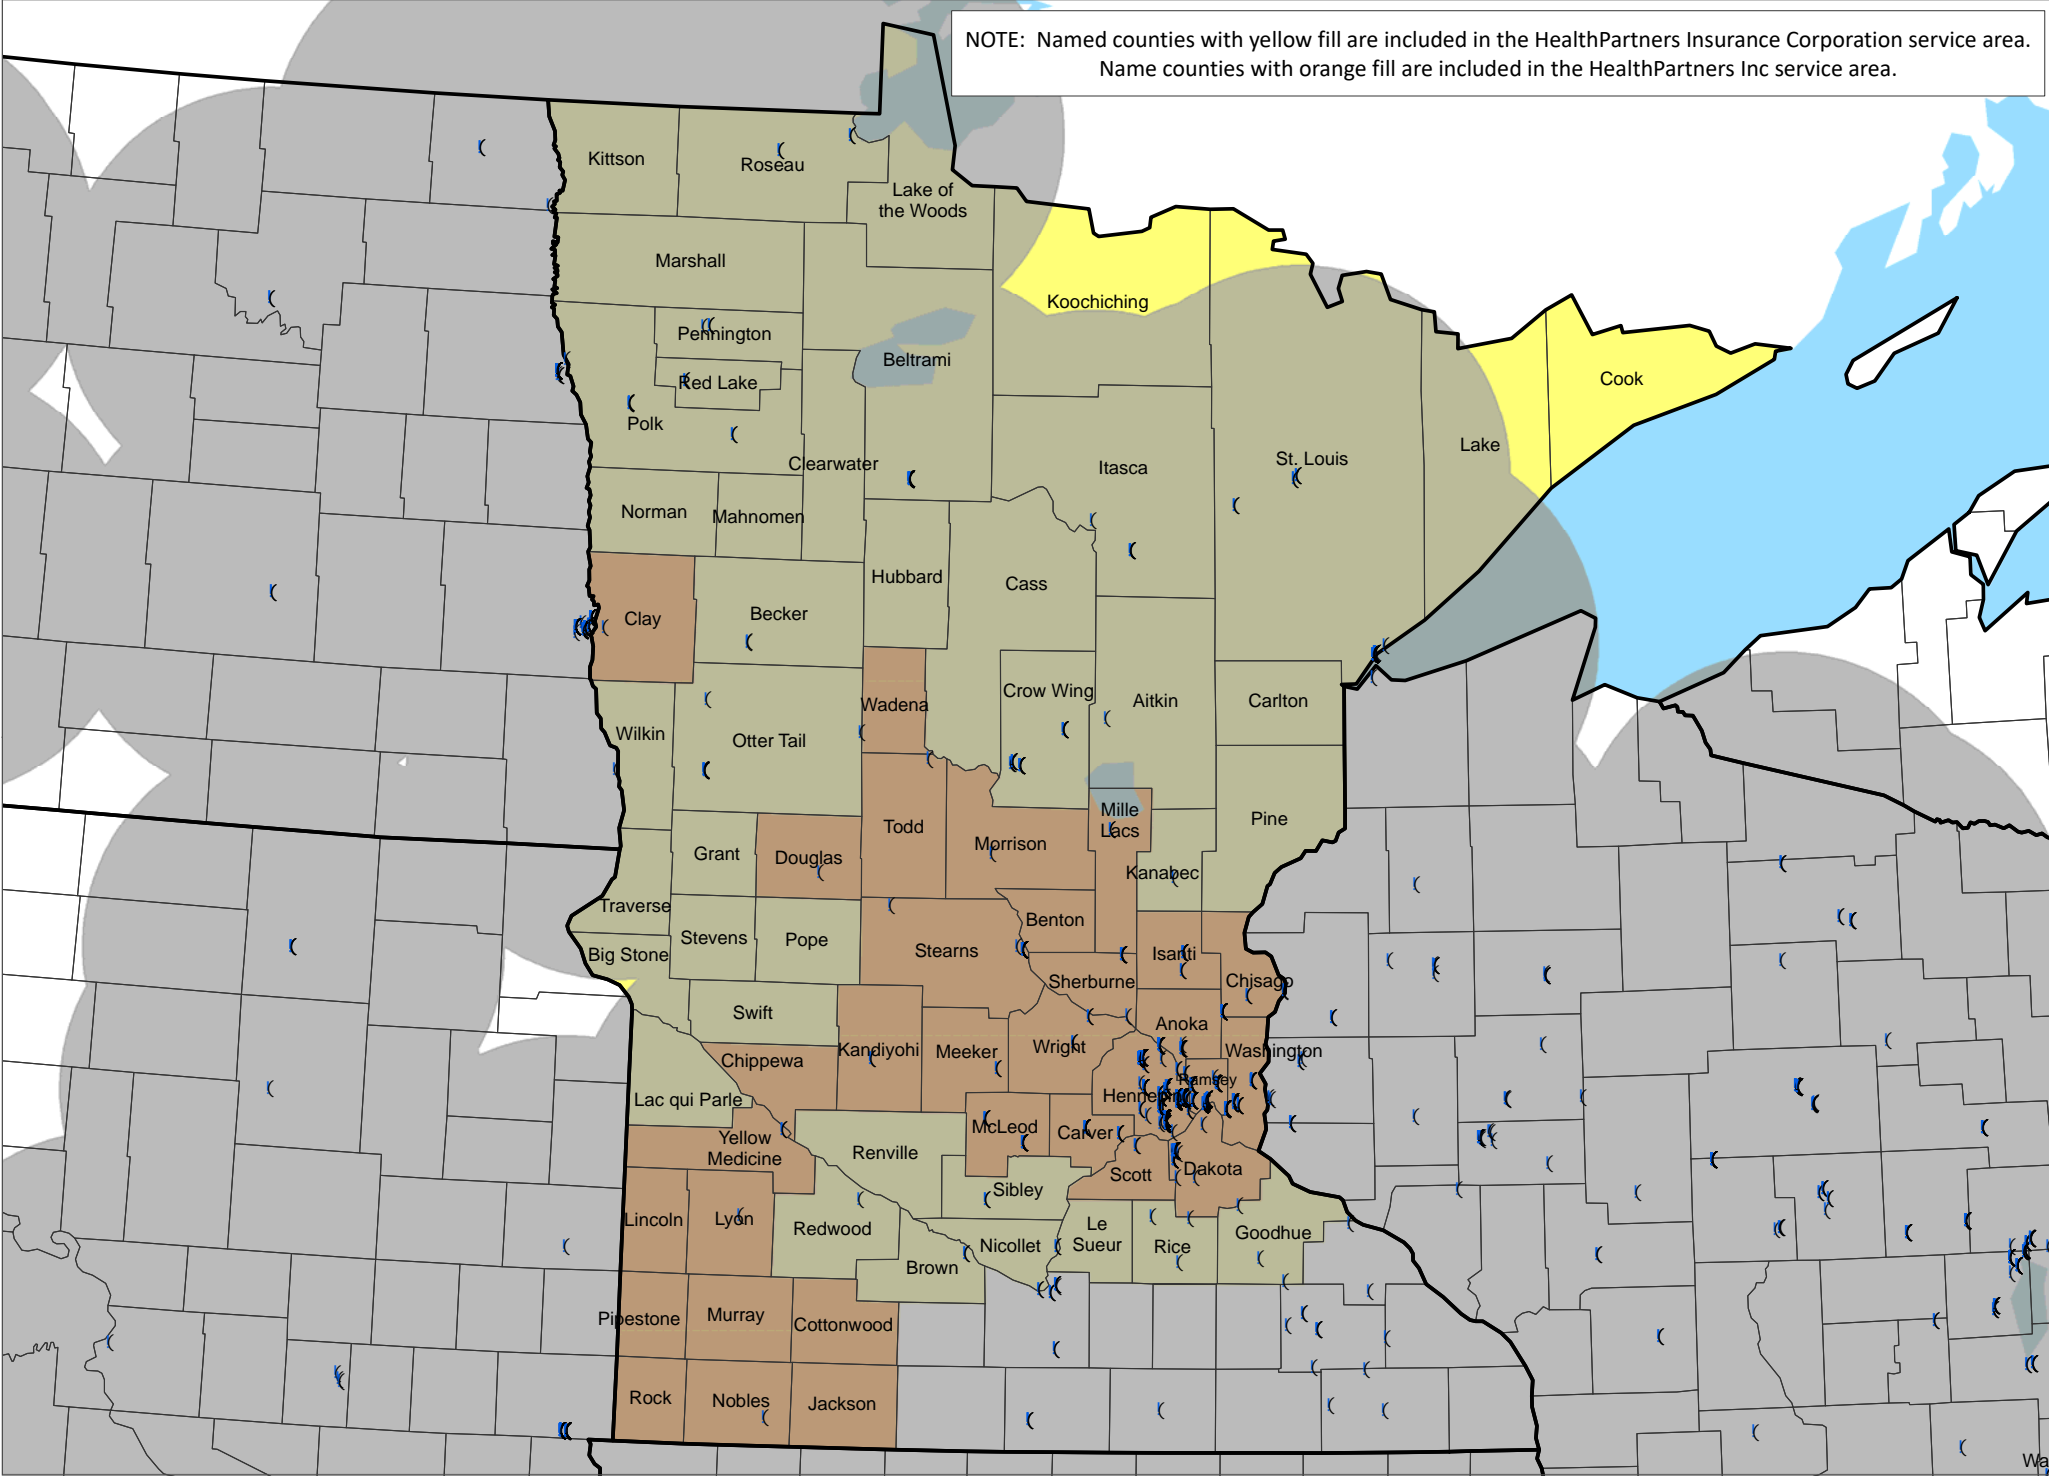 NOTE:  Named counties with yellow fill are included in the HealthPartners Insurance Corporation service area.
Name counties with orange fill are included in the HealthPartners Inc service area.
Kittson
Roseau
Lake of
the Woods
Marshall
Koochiching
Pennington
Beltrami
Red Lake
Cook
Polk
Lake
Clearwater
Itasca
St. Louis
Norman
Mahnomen
Hubbard
Cass
Clay
Becker
Wadena
Crow Wing
Aitkin
Carlton
Wilkin
Otter Tail
Mille
Lacs
Pine
Todd
Morrison
Grant
Douglas
Kanabec
Traverse
Benton
Stevens
Pope
Stearns
Isanti
Big Stone
Sherburne
Chisago
Swift
Anoka
Chippewa
Kandiyohi
Meeker
Wright
Washington
Ramsey
Lac qui Parle
Hennepin
McLeod
Carver
Yellow
Medicine
Renville
Scott
Dakota
Sibley
Lincoln
Lyon
Redwood
Le
Sueur
Nicollet
Rice
Goodhue
Brown
Pipestone
Murray
Cottonwood
Rock
Nobles
Jackson
Wa